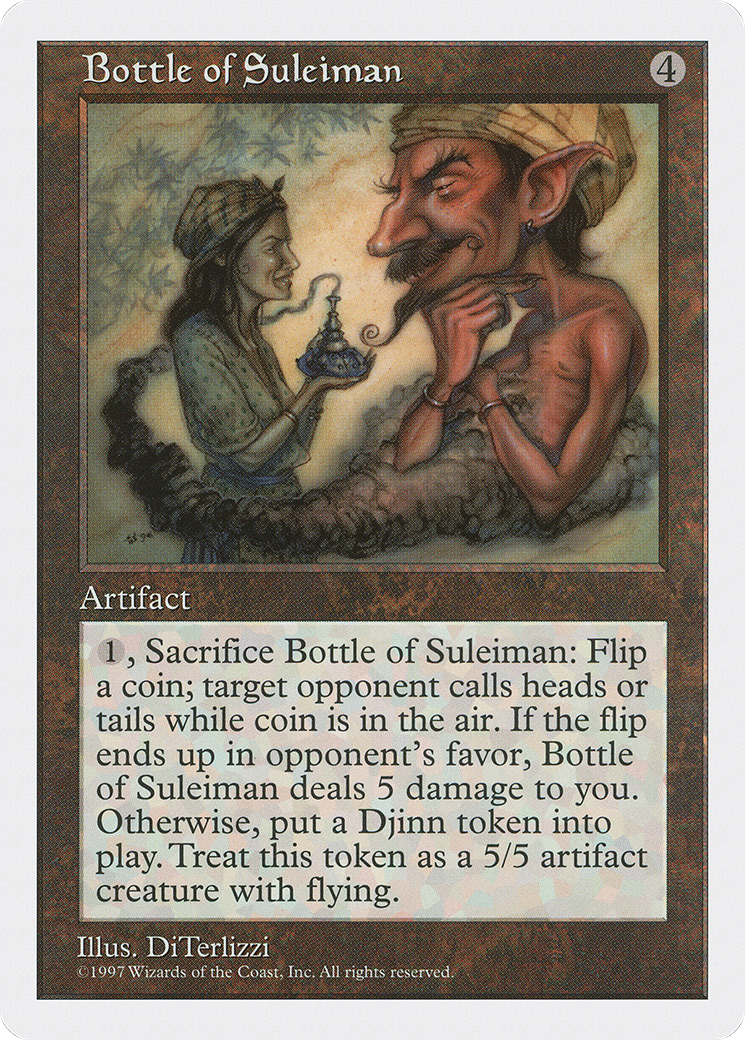 Bottle of Suleiman 4
Artifact
1, Sacrifice Bottle of Suleiman: Flip
a coin; target opponent calls heads or
tails while coin is in the air. If the flip
ends up in opponent's favor, Bottle
of Suleiman deals 5 damage to you.
Otherwise, put a Djinn token into
play. Treat this token as a 5/5 artifact
creature with flying.
Illus. DiTerlizzi
©1997 Wizards of the Coast, Inc. All rights reserved.